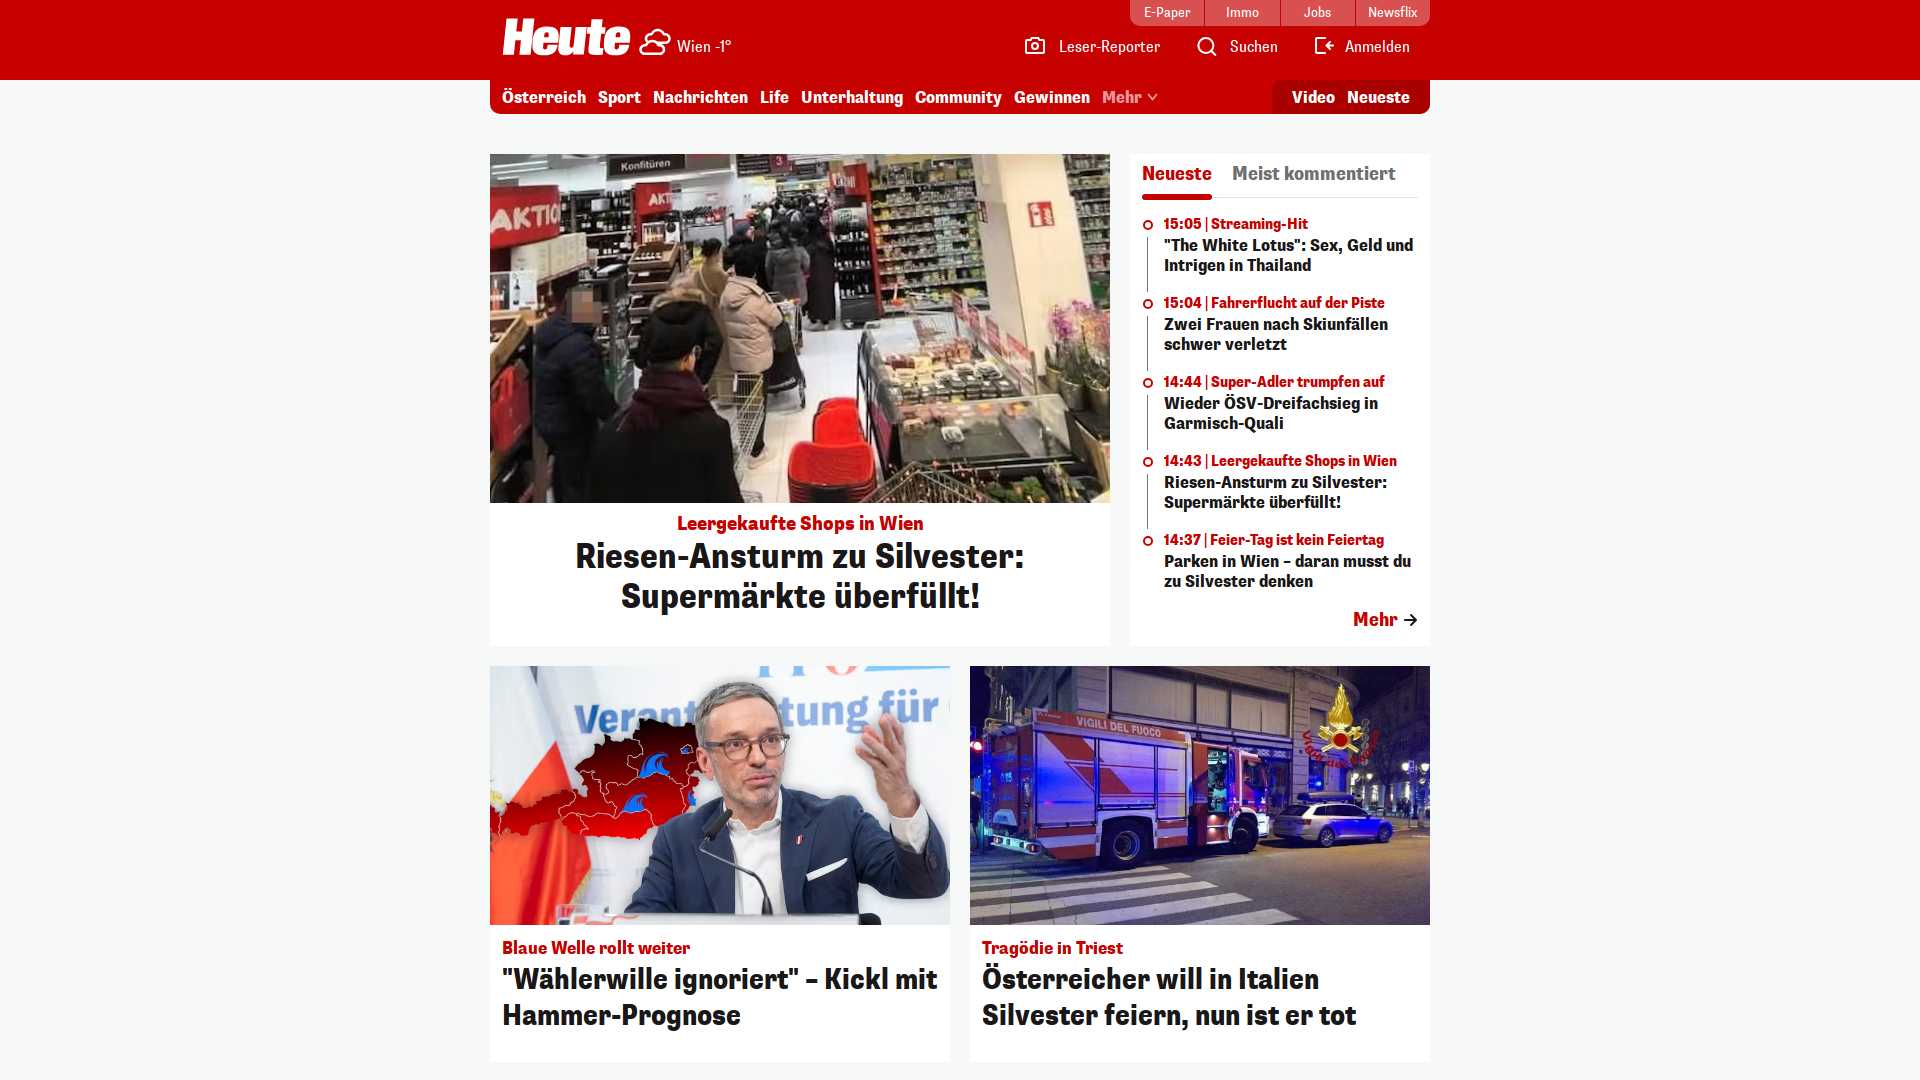 E-Paper
Immo
Jobs
Newsflix
Heute
Wien -1°
Leser-Reporter
Suchen
Anmelden
Österreich
Sport
Nachrichten
Life
Unterhaltung
Community
Gewinnen
Mehr
Video
Neueste
Konfitüren
3
AKTIO
AKT
Leergekaufte Shops in Wien
Riesen-Ansturm zu Silvester:
Supermärkte überfüllt!
Neueste
Meist kommentiert
15:05 | Streaming-Hit
"The White Lotus": Sex, Geld und
Intrigen in Thailand
15:04 | Fahrerflucht auf der Piste
Zwei Frauen nach Skiunfällen
schwer verletzt
14:44 | Super-Adler trumpfen auf
Wieder ÖSV-Dreifachsieg in
Garmisch-Quali
14:43 | Leergekaufte Shops in Wien
Riesen-Ansturm zu Silvester:
Supermärkte überfüllt!
14:37 | Feier-Tag ist kein Feiertag
Parken in Wien – daran musst du
zu Silvester denken
Mehr
Verant tung für
Blaue Welle rollt weiter
"Wählerwille ignoriert" – Kickl mit
Hammer-Prognose
VIGILI DEL FUOCO
Tragödie in Triest
Österreicher will in Italien
Silvester feiern, nun ist er tot